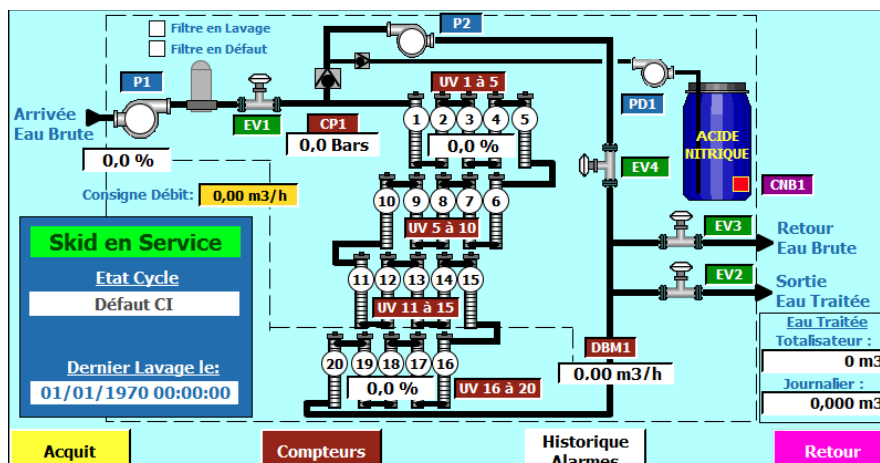 Filtre en Lavage
Filtre en Défaut
P2
P1
UV 1 à 5
PD1
Arrivée
Eau Brute
EV1
CP1
1
2
3
4
5
ACIDE
NITRIQUE
0,0 %
0,0 Bars
0,0 %
EV4
CNB1
Consigne Débit:
0,00 m3/h
10
9
8
7
6
EV3
Retour
Eau Brute
UV 5 à 10
Skid en Service
Etat Cycle
Défaut CI
11
12
13
14
15
EV2
Sortie
Eau Traitée
UV 11 à 15
Eau Traitée
Totalisateur :
0 m3
DBM1
0.00 m3/h
Dernier Lavage le:
01/01/1970 00:00:00
20
19
18
17
16
0,0 %
UV 16 à 20
Journalier :
0,000 m3
Acquit
Compteurs
Historique
Alarmes
Retour